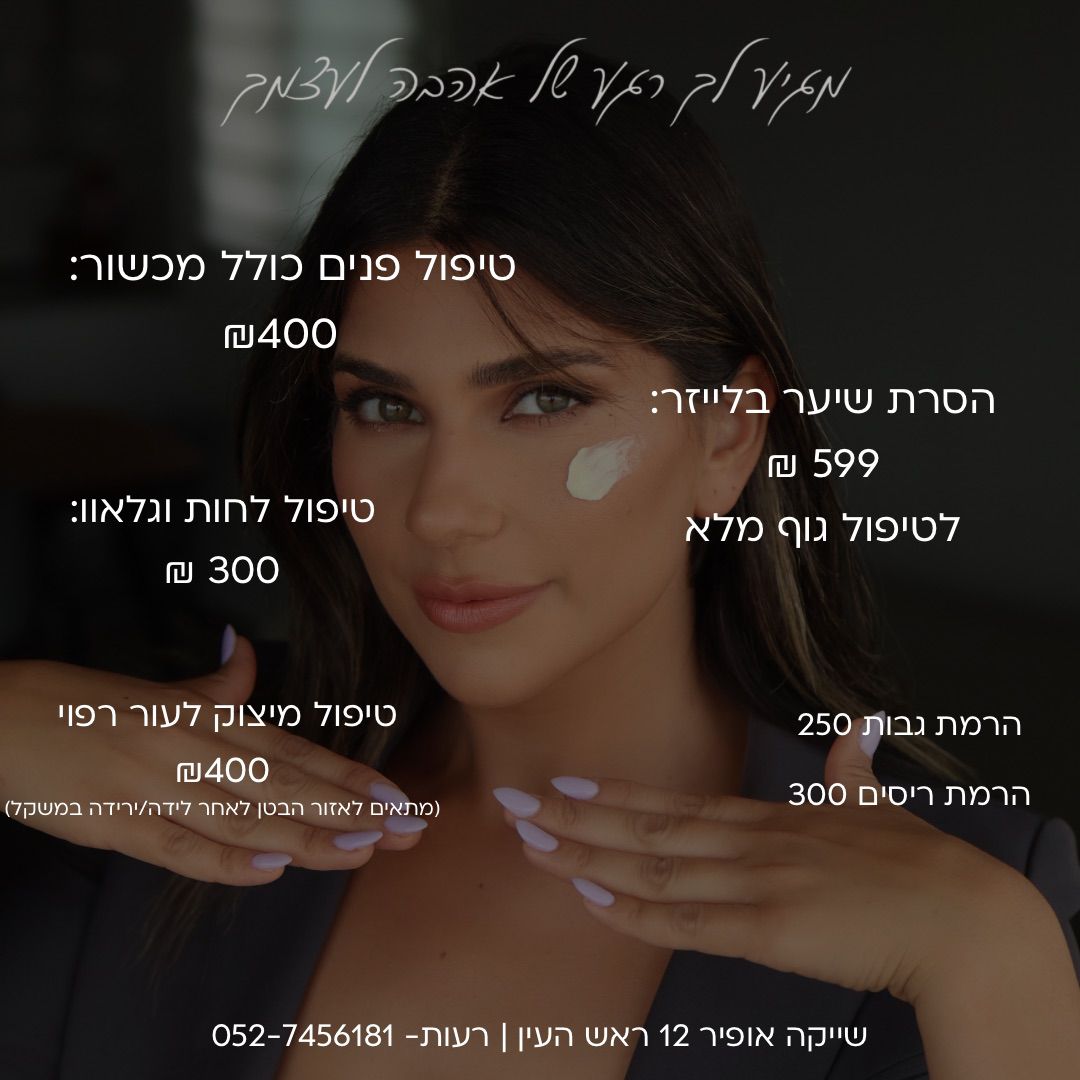 מגיע לך רגע של אהבה לעצמך
טיפול פנים כולל מכשור:
400₪
הסרת שיער בלייזר:
599 ₪
לטיפול גוף מלא
טיפול לחות וגלאוו:
300 ₪
טיפול מיצוק לעור רפוי
400₪
(מתאים לאזור הבטן לאחר לידה/ירידה במשקל)
הרמת גבות 250
הרמת ריסים 300
שייקה אופיר 12 ראש העין | רעות- 052-7456181